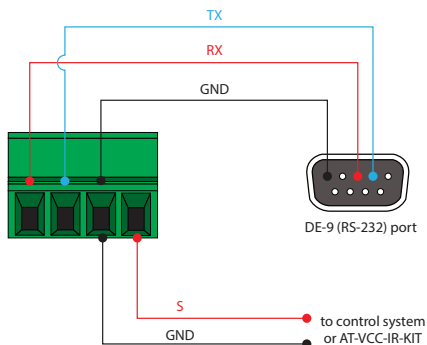 TX
RX
GND
DE-9 (RS-232) port
S
to control system
GND
or AT-VCC-IR-KIT